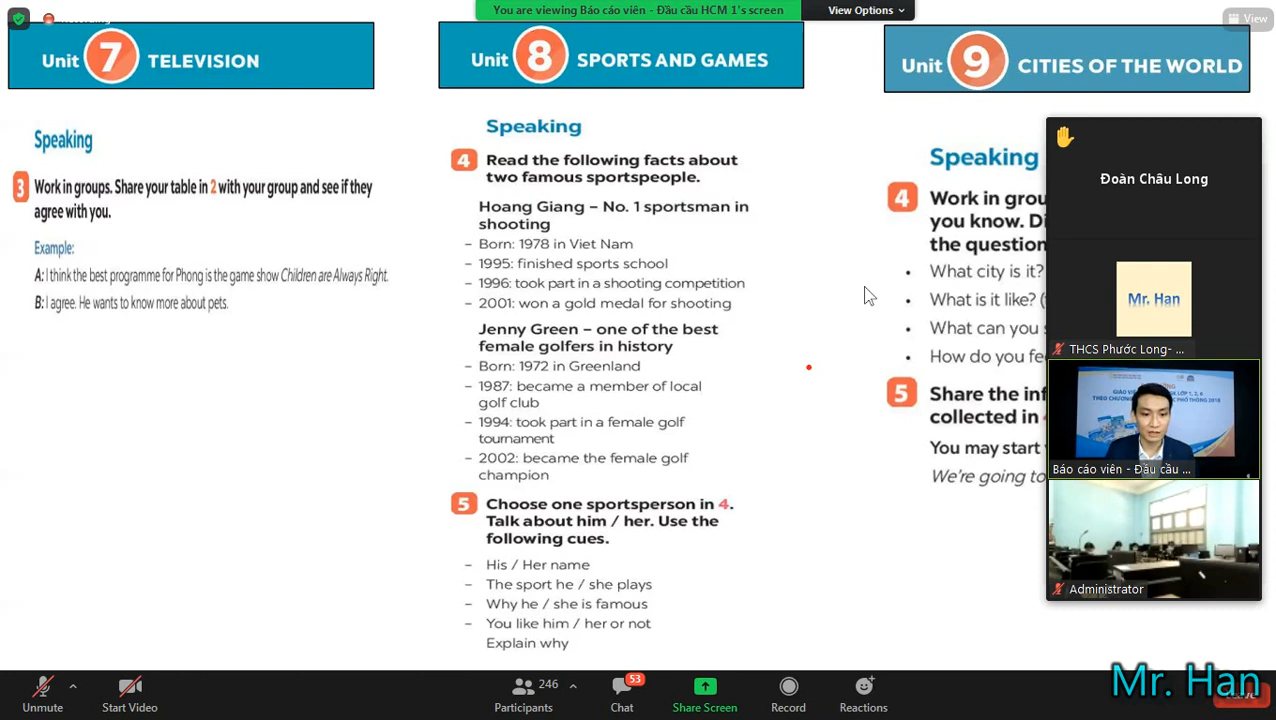 You are viewing Báo cáo viên - Đầu cầu HCM 1's screen
View Options
View
Unit 7 TELEVISION
Speaking
3 Work in groups. Share your table in 2 with your group and see if they
agree with you.
Example:
A: I think the best programme for Phong is the game show Children are Always Right.
B: I agree. He wants to know more about pets.
Unit 8 SPORTS AND GAMES
Speaking
4 Read the following facts about
two famous sportspeople.
Hoang Giang – No. 1 sportsman in
shooting
– Born: 1978 in Viet Nam
– 1995: finished sports school
– 1996: took part in a shooting competition
– 2001: won a gold medal for shooting
Jenny Green – one of the best
female golfers in history
– Born: 1972 in Greenland
– 1987: became a member of local
golf club
– 1994: took part in a female golf
tournament
– 2002: became the female golf
champion
5 Choose one sportsperson in 4.
Talk about him / her. Use the
following cues.
– His / Her name
– The sport he / she plays
– Why he / she is famous
– You like him / her or not
Explain why
Unit 9 CITIES OF THE WORLD
Speaking
4 Work in grou
you know. Di
the question
• What city is it?
• What is it like? (
• What can you s
• How do you fee
5 Share the inf
collected in
You may start
We're going to
Đoàn Châu Long
Mr. Han
THCS Phước Long- ...
Báo cáo viên - Đầu cầu ...
Administrator
Unmute
Start Video
246
Participants
53
Chat
Share Screen
Record
Reactions
Mr. Han